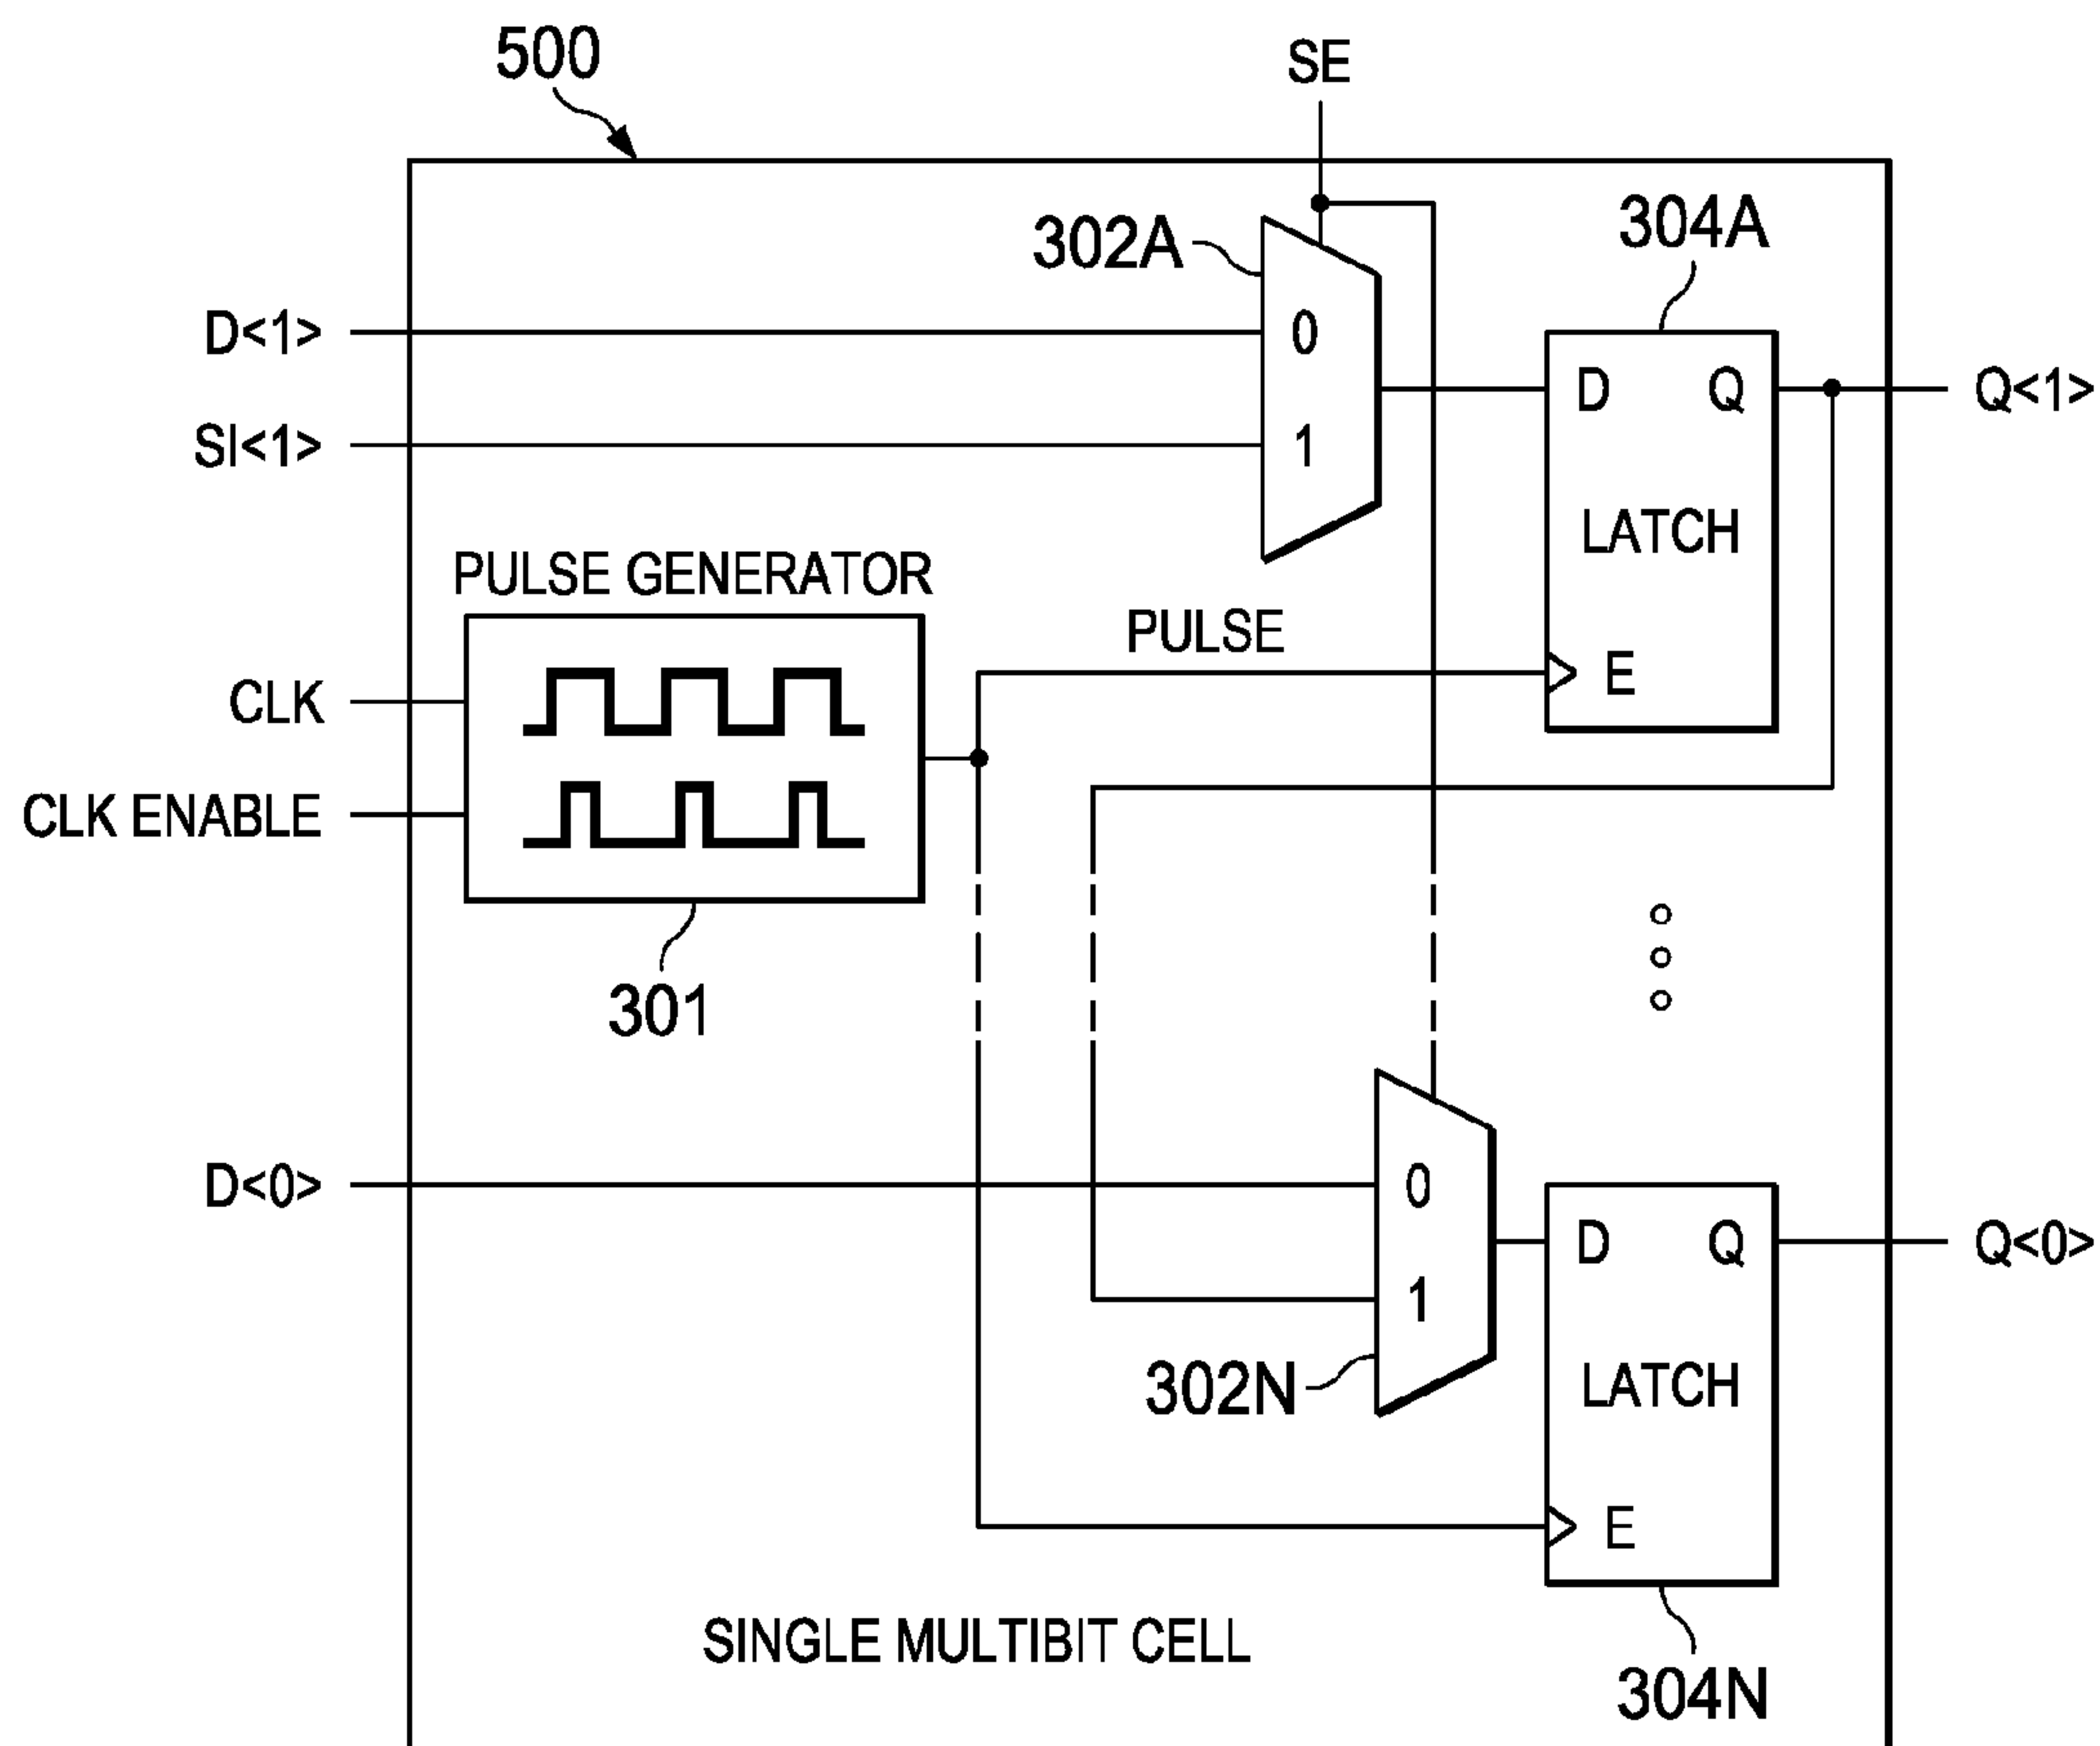 500
SE
302A
304A
D<1>
0
D Q
Q<1>
SI<1>
1
LATCH
PULSE GENERATOR
PULSE
E
CLK
CLK ENABLE
301
D<0>
0
D Q
Q<0>
1
302N
LATCH
E
SINGLE MULTIBIT CELL
304N